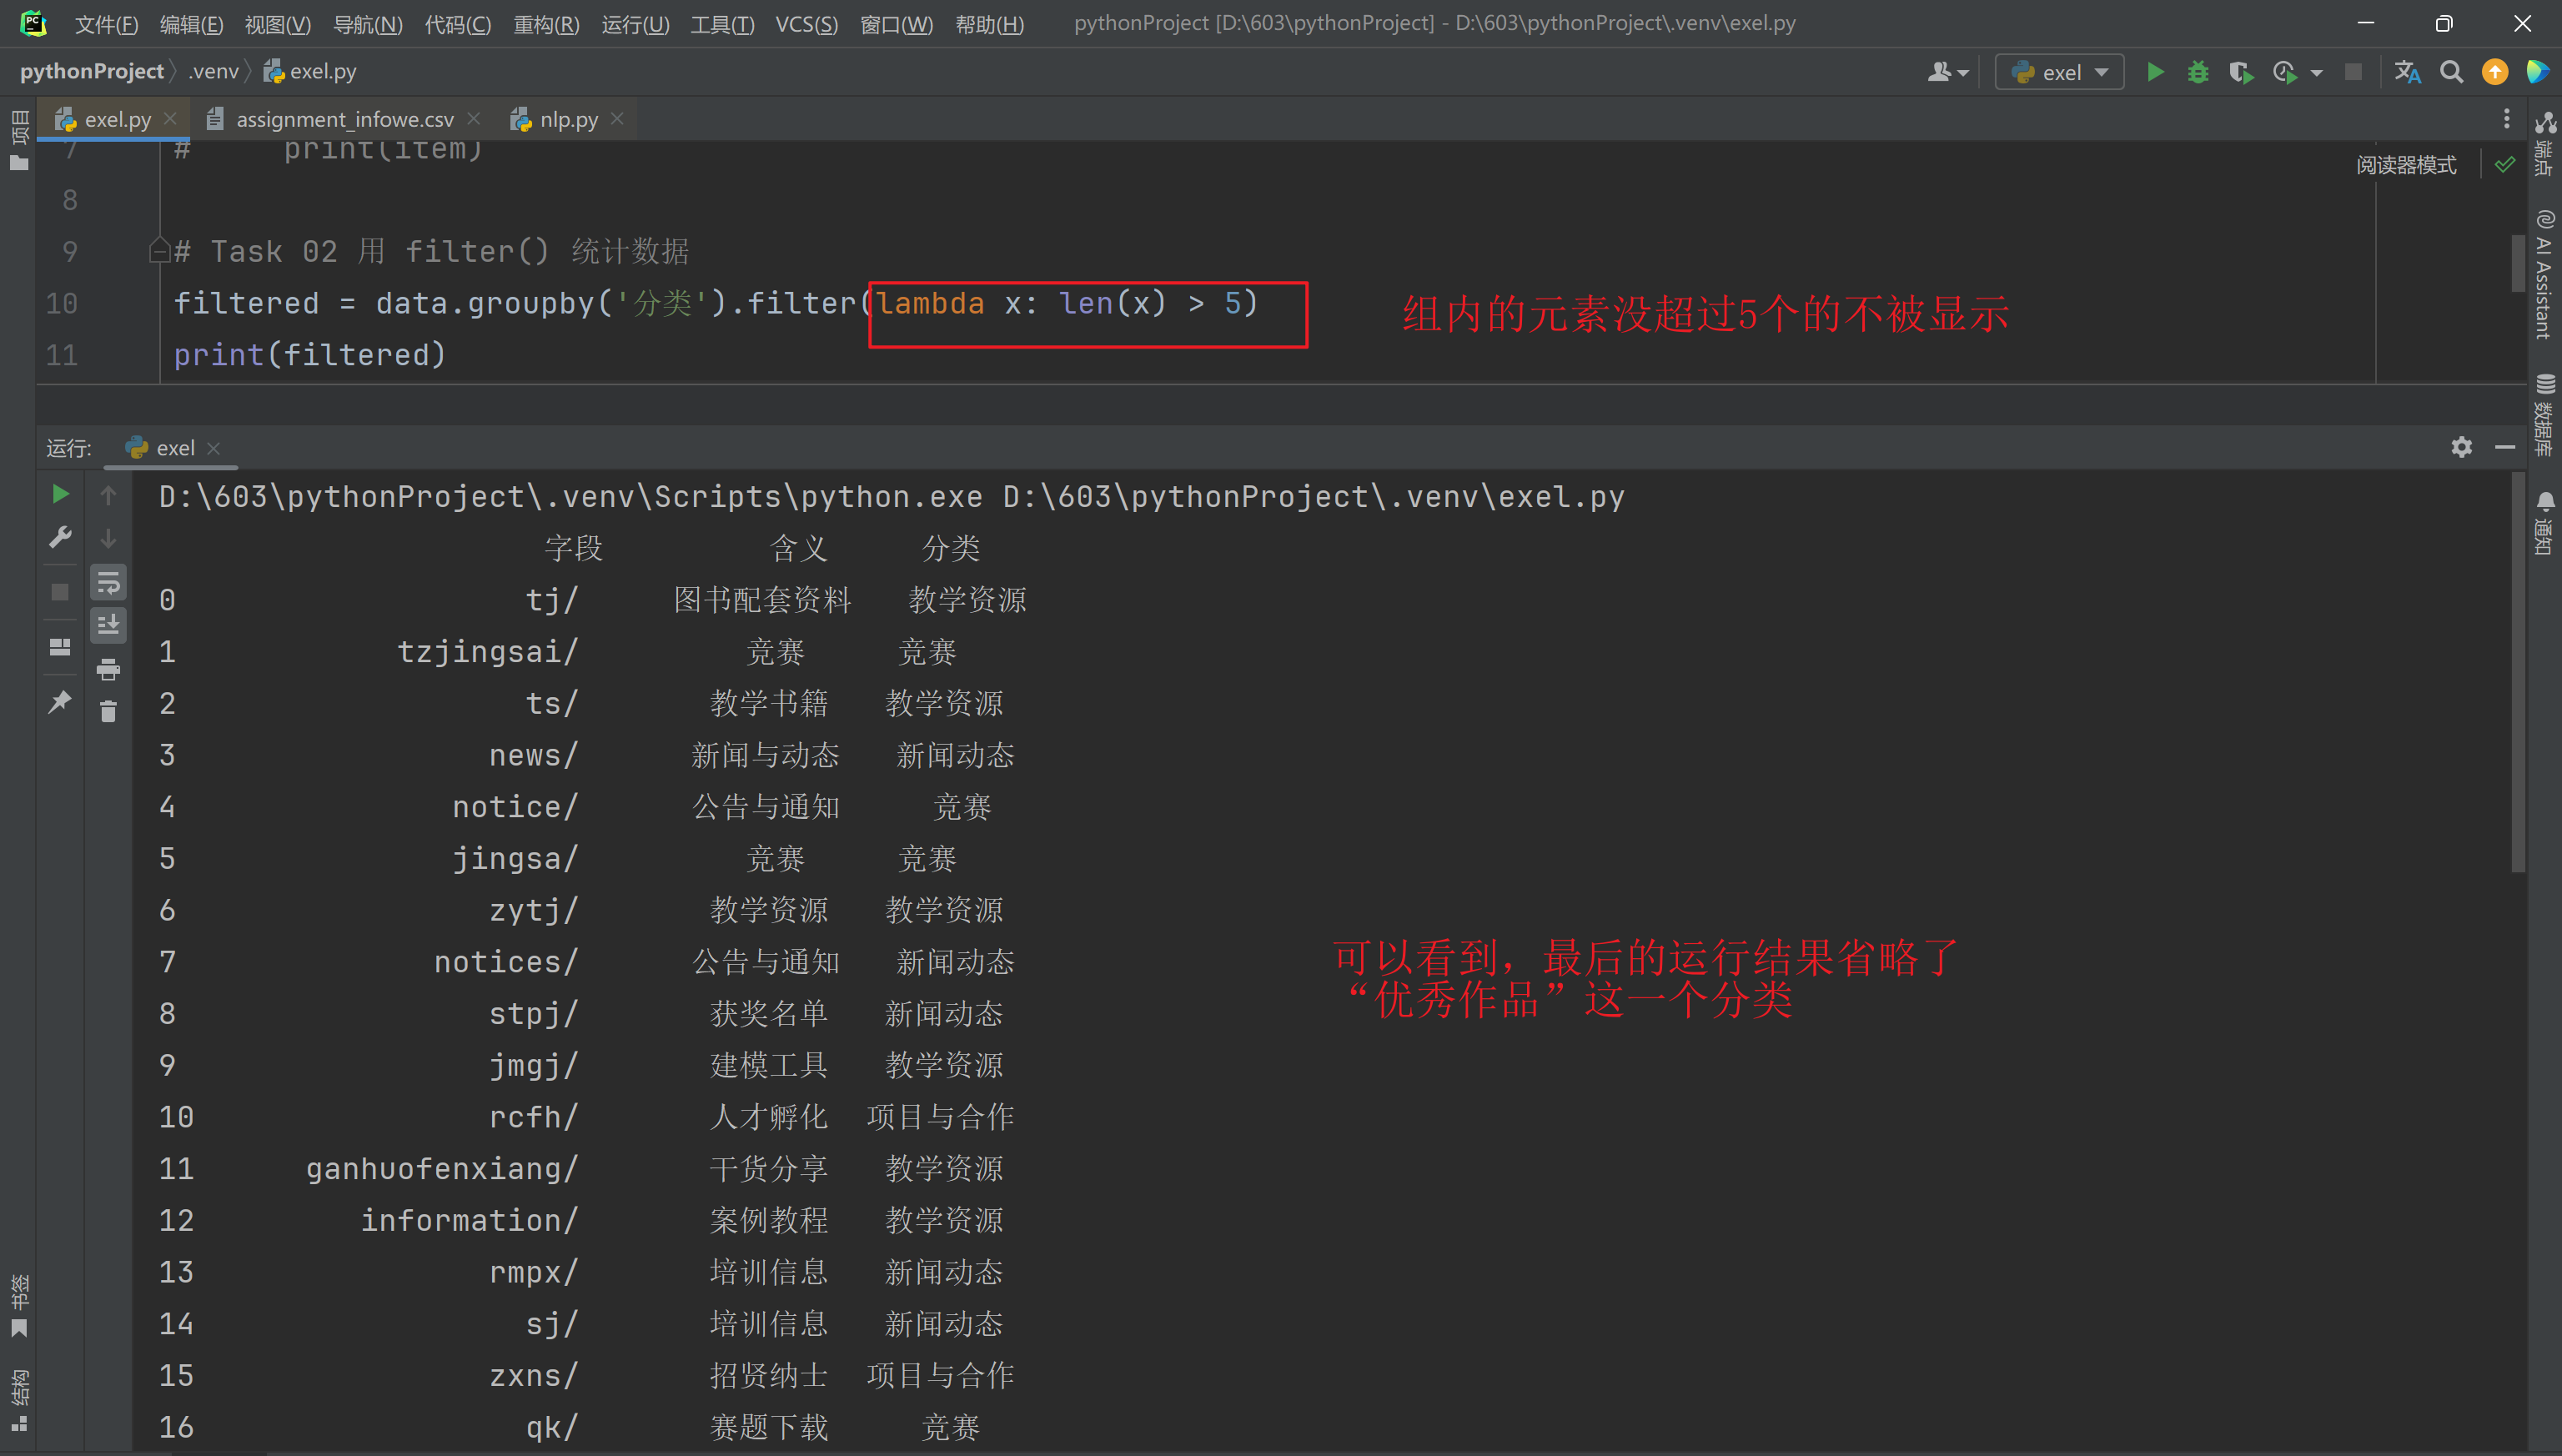 文件(F) 编辑(E) 视图(V) 导航(N) 代码(C) 重构(R) 运行(U) 工具(T) VCS(S) 窗口(W) 帮助(H) pythonProject [D:\603\pythonProject] - D:\603\pythonProject\.venv\exel.py
pythonProject .venv exel.py
exel
项目
exel.py assignment_infowe.csv nlp.py
7 # print(item)
阅读器模式
8
9 # Task 02 用 filter() 统计数据
10 filtered = data.groupby('分类').filter(lambda x: len(x) > 5)
组内的元素没超过5个的不被显示
11 print(filtered)
端点
AI Assistant
数据库
通知
运行: exel
D:\603\pythonProject\.venv\Scripts\python.exe D:\603\pythonProject\.venv\exel.py
字段 含义 分类
0 tj/ 图书配套资料 教学资源
1 tzjingsai/ 竞赛 竞赛
2 ts/ 教学书籍 教学资源
3 news/ 新闻与动态 新闻动态
4 notice/ 公告与通知 竞赛
5 jingsa/ 竞赛 竞赛
6 zytj/ 教学资源 教学资源
7 notices/ 公告与通知 新闻动态
8 stpj/ 获奖名单 新闻动态
9 jmgj/ 建模工具 教学资源
10 rcfh/ 人才孵化 项目与合作
11 ganhuofenxiang/ 干货分享 教学资源
12 information/ 案例教程 教学资源
13 rmpx/ 培训信息 新闻动态
14 sj/ 培训信息 新闻动态
15 zxns/ 招贤纳士 项目与合作
16 qk/ 赛题下载 竞赛
可以看到，最后的运行结果省略了
“优秀作品”这一个分类
书签
结构